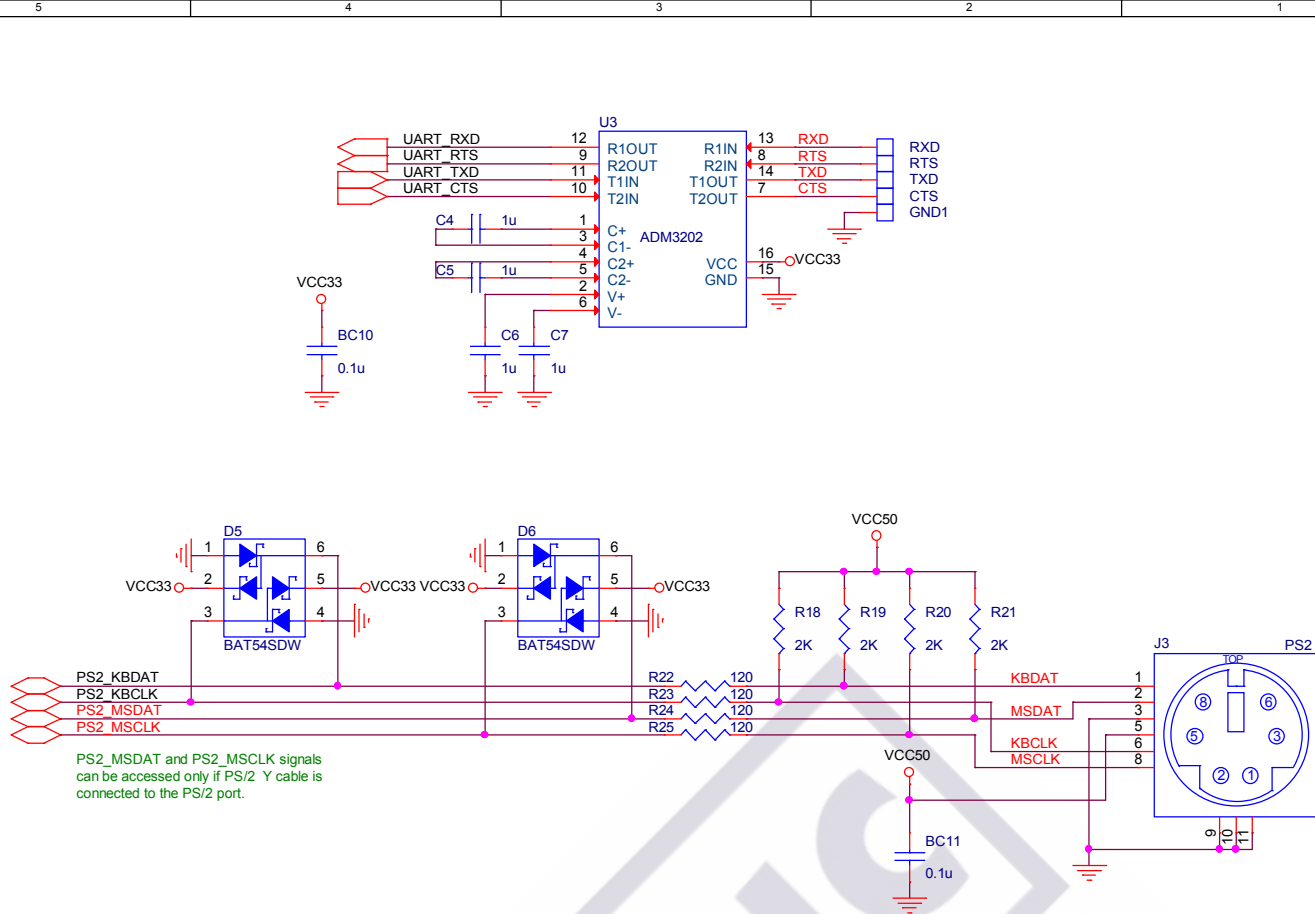 5 4 3 2 1
U3
UART_RXD 12 R1OUT R1IN 13 RXD RXD
UART_RTS 9 R2OUT R2IN 8 RTS RTS
UART_TXD 11 T1IN T1OUT 14 TXD TXD
UART_CTS 10 T2IN T2OUT 7 CTS CTS
GND1
C4 1u 1 C+
3 C1-
ADM3202
4 C2+ VCC 16 VCC33
C5 1u 5 C2- GND 15
2 V+
6 V-
VCC33
BC10
0.1u
C6 C7
1u 1u
D5 D6
1 6 1 6
VCC33 2 5 VCC33 VCC33 2 5 VCC33
3 4 3 4
BAT54SDW BAT54SDW
VCC50
R18 R19 R20 R21
2K 2K 2K 2K
J3 PS2
TOP
PS2_KBDAT R22 120 KBDAT 1
PS2_KBCLK R23 120 2
PS2_MSDAT R24 120 MSDAT 3
PS2_MSCLK R25 120 5
KBCLK 6
MSCLK 8
8 6
5 3
2 1
9 10 11
PS2_MSDAT and PS2_MSCLK signals
can be accessed only if PS/2 Y cable is
connected to the PS/2 port.
VCC50
BC11
0.1u